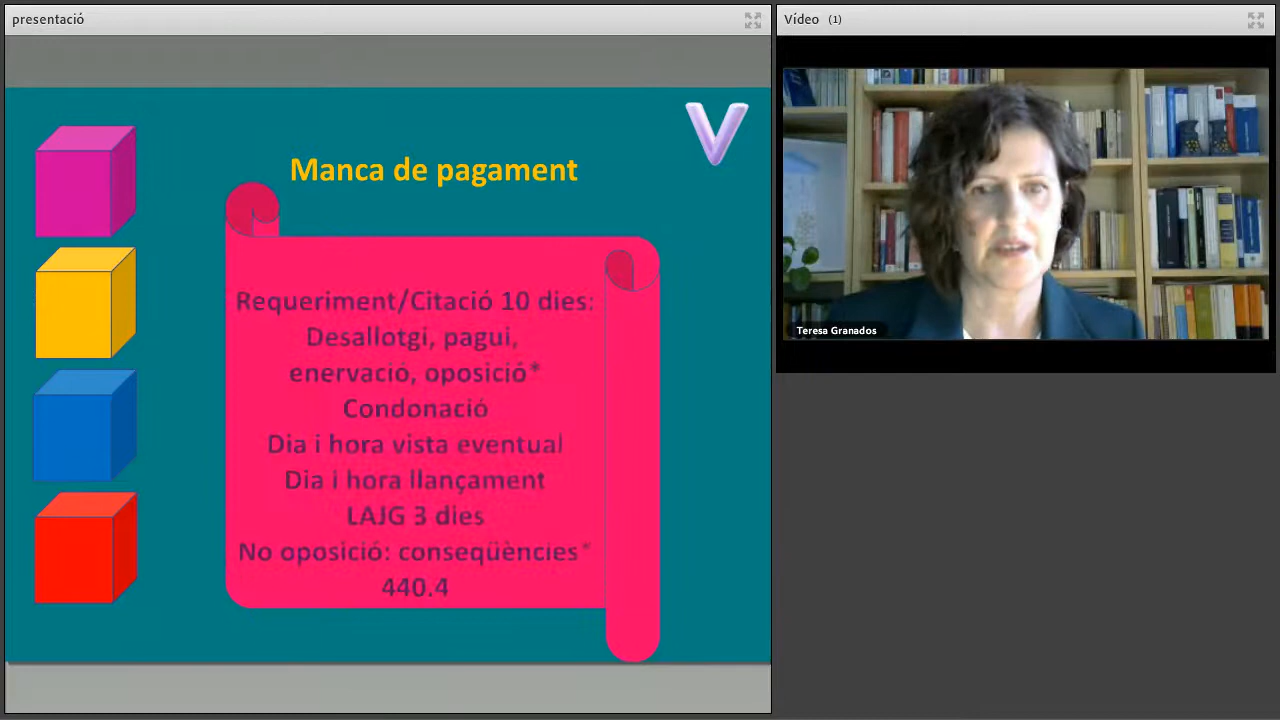 presentació
Vídeo (1)
V
Manca de pagament
Requeriment/Citació 10 dies:
Desallotgi, pagui,
enervació, oposició*
Condonació
Dia i hora vista eventual
Dia i hora llançament
LAJG 3 dies
No oposició: conseqüències*
440.4
Teresa Granados